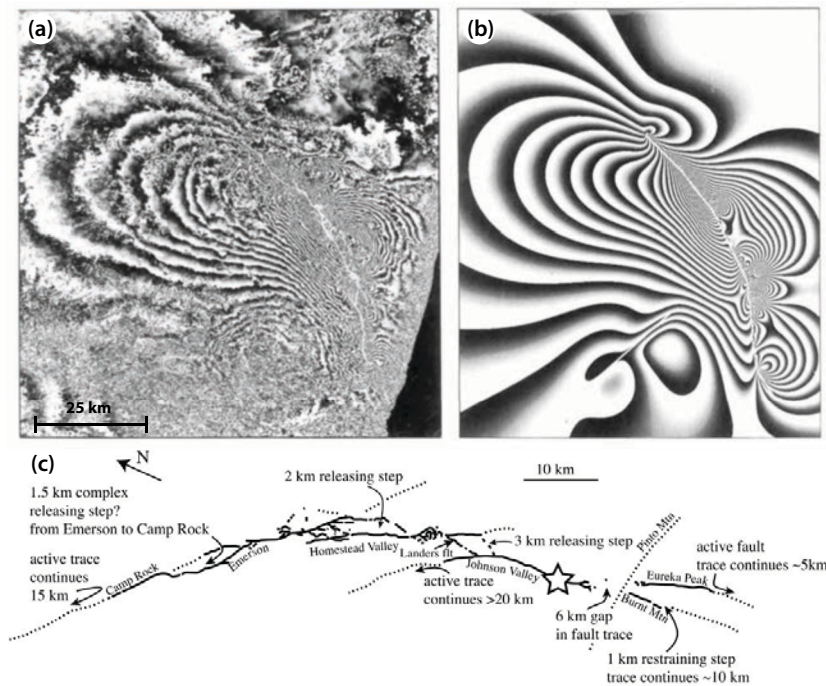 (a)
(b)
25 km
(c)
N
10 km
2 km releasing step
1.5 km complex
releasing step?
from Emerson to Camp Rock
active trace
continues
15 km
Camp Rock
Emerson
Homestead Valley
Landers flt
3 km releasing step
Johnson Valley
active trace
continues >20 km
Pinto Mtn
active fault
trace continues ~5km
Eureka Peak
Burnt Mtn
6 km gap
in fault trace
1 km restraining step
trace continues ~10 km